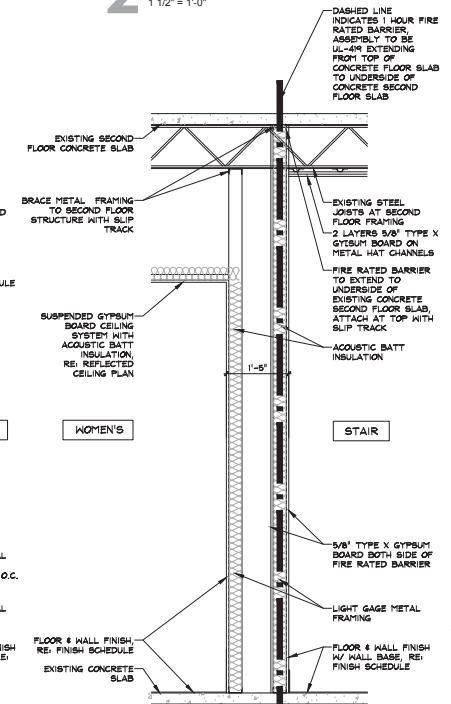 2
1 1/2" = 1'-0"
DASHED LINE
INDICATES 1 HOUR FIRE
RATED BARRIER,
ASSEMBLY TO BE
UL-419 EXTENDING
FROM TOP OF
CONCRETE FLOOR SLAB
TO UNDERSIDE OF
CONCRETE SECOND
FLOOR SLAB
EXISTING SECOND
FLOOR CONCRETE SLAB
BRACE METAL FRAMING
TO SECOND FLOOR
STRUCTURE WITH SLIP
TRACK
EXISTING STEEL
JOISTS AT SECOND
FLOOR FRAMING
2 LAYERS 5/8" TYPE X
GYPSUM BOARD ON
METAL HAT CHANNELS
FIRE RATED BARRIER
TO EXTEND TO
UNDERSIDE OF
EXISTING CONCRETE
SECOND FLOOR SLAB,
ATTACH AT TOP WITH
SLIP TRACK
SUSPENDED GYPSUM
BOARD CEILING
SYSTEM WITH
ACOUSTIC BATT
INSULATION,
RE: REFLECTED
CEILING PLAN
ACOUSTIC BATT
INSULATION
1'-5"
WOMEN'S
STAIR
5/8" TYPE X GYPSUM
BOARD BOTH SIDE OF
FIRE RATED BARRIER
O.C.
LIGHT GAGE METAL
FRAMING
FLOOR & WALL FINISH,
RE: FINISH SCHEDULE
EXISTING CONCRETE
SLAB
FLOOR & WALL FINISH
W/ WALL BASE, RE:
FINISH SCHEDULE